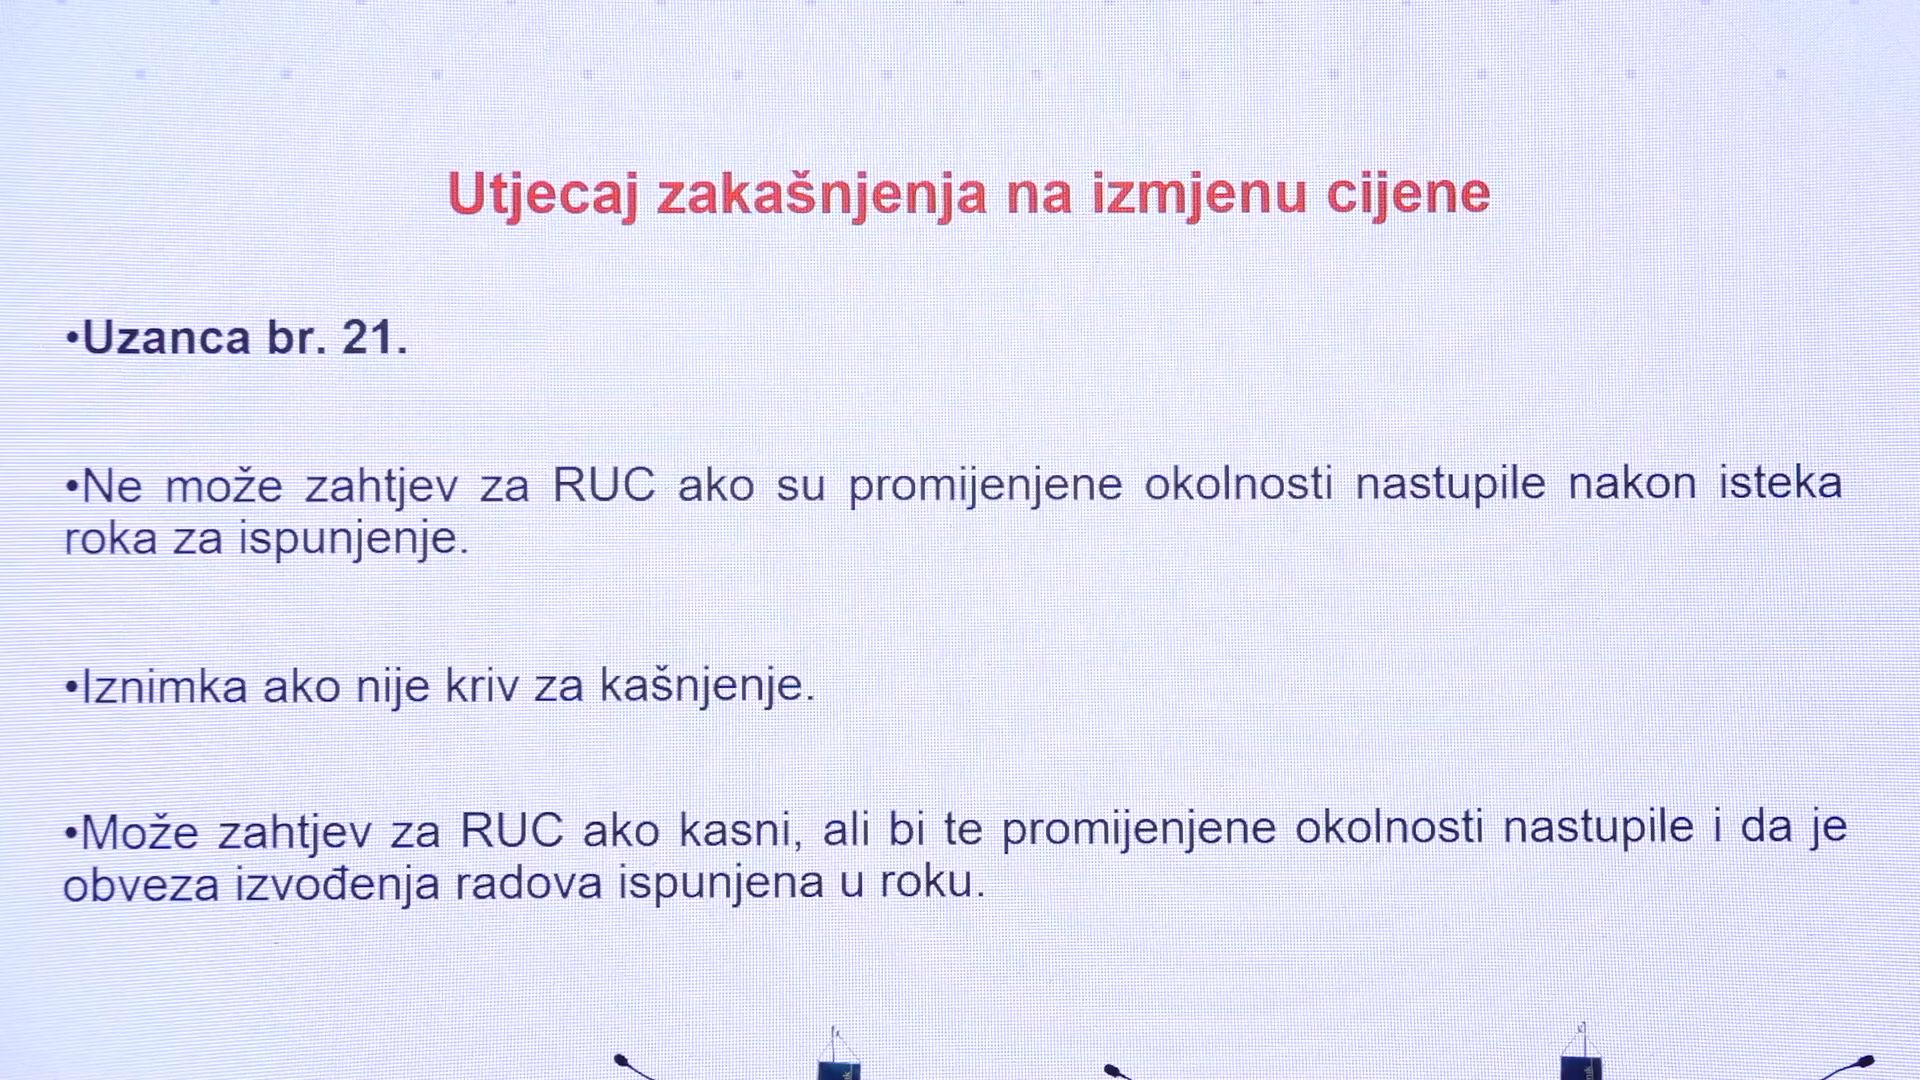 Utjecaj zakašnjenja na izmjenu cijene
•Uzanca br. 21.
•Ne može zahtjev za RUC ako su promijenjene okolnosti nastupile nakon isteka
roka za ispunjenje.
•Iznimka ako nije kriv za kašnjenje.
•Može zahtjev za RUC ako kasni, ali bi te promijenjene okolnosti nastupile i da je
obveza izvođenja radova ispunjena u roku.